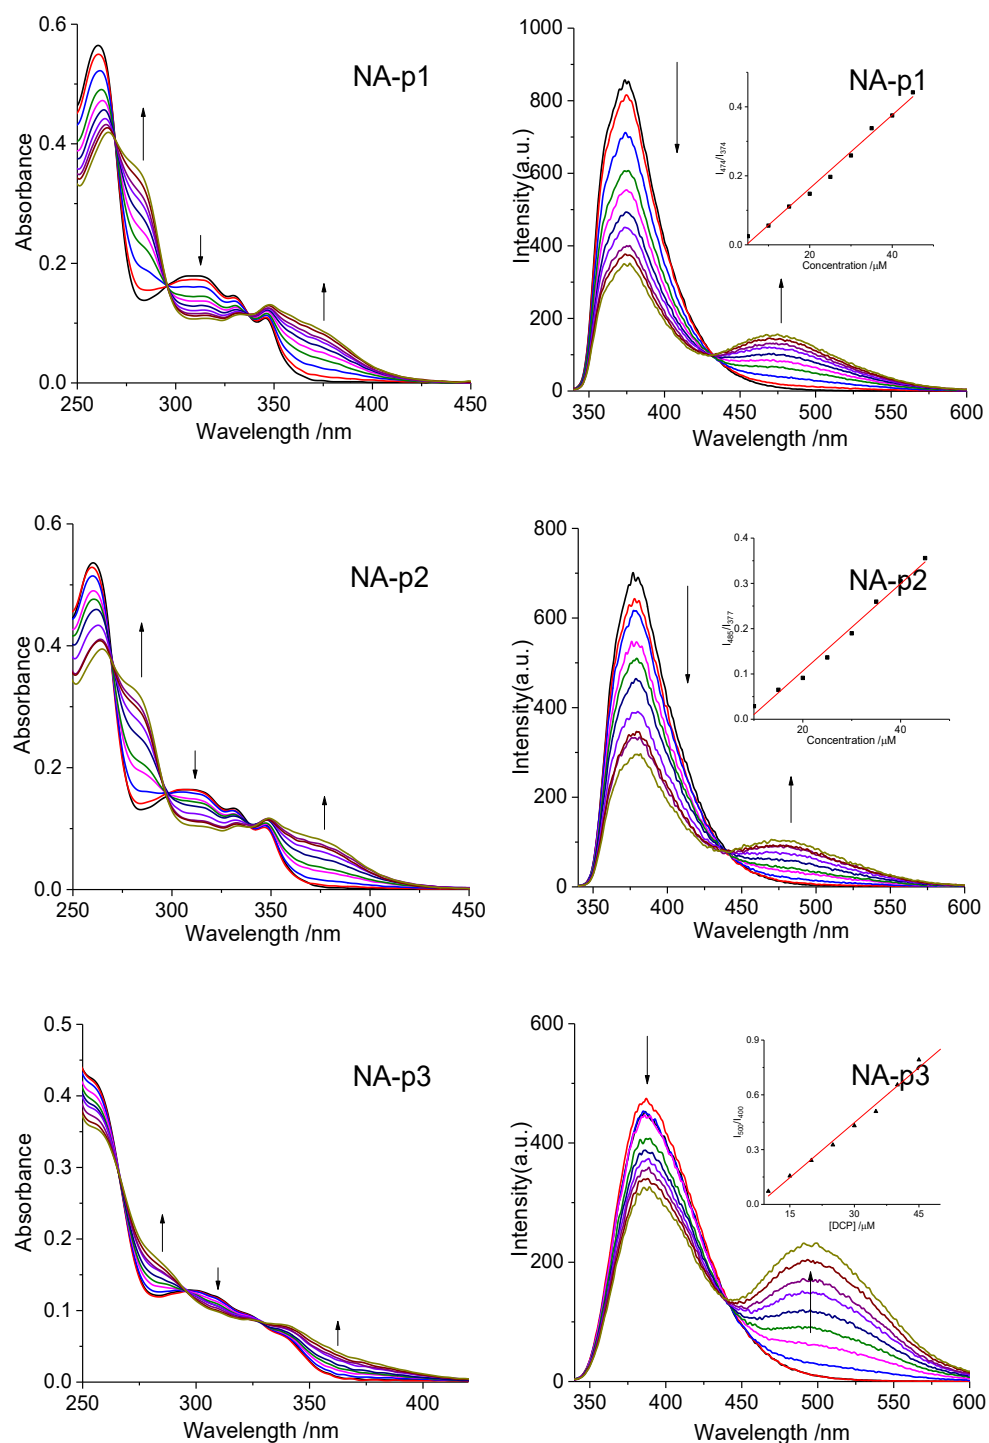 NA-p1
Absorbance
0.6
0.4
0.2
0.0
250 300 350 400 450
Wavelength /nm
NA-p1
Intensity(a.u.)
1000
800
600
400
200
0
350 400 450 500 550 600
Wavelength /nm
I474/I374
0.4
0.2
0.0
20 40
Concentration /μM
NA-p2
Absorbance
0.6
0.4
0.2
0.0
250 300 350 400 450
Wavelength /nm
NA-p2
Intensity(a.u.)
800
600
400
200
0
350 400 450 500 550 600
Wavelength /nm
I485/I377
0.4
0.3
0.2
0.1
0.0
20 40
Concentration /μM
NA-p3
Absorbance
0.5
0.4
0.3
0.2
0.1
0.0
250 300 350 400
Wavelength /nm
NA-p3
Intensity(a.u.)
600
400
200
0
350 400 450 500 550 600
Wavelength /nm
I500/I400
0.9
0.6
0.3
0.0
15 30 45
[DCP] /μM